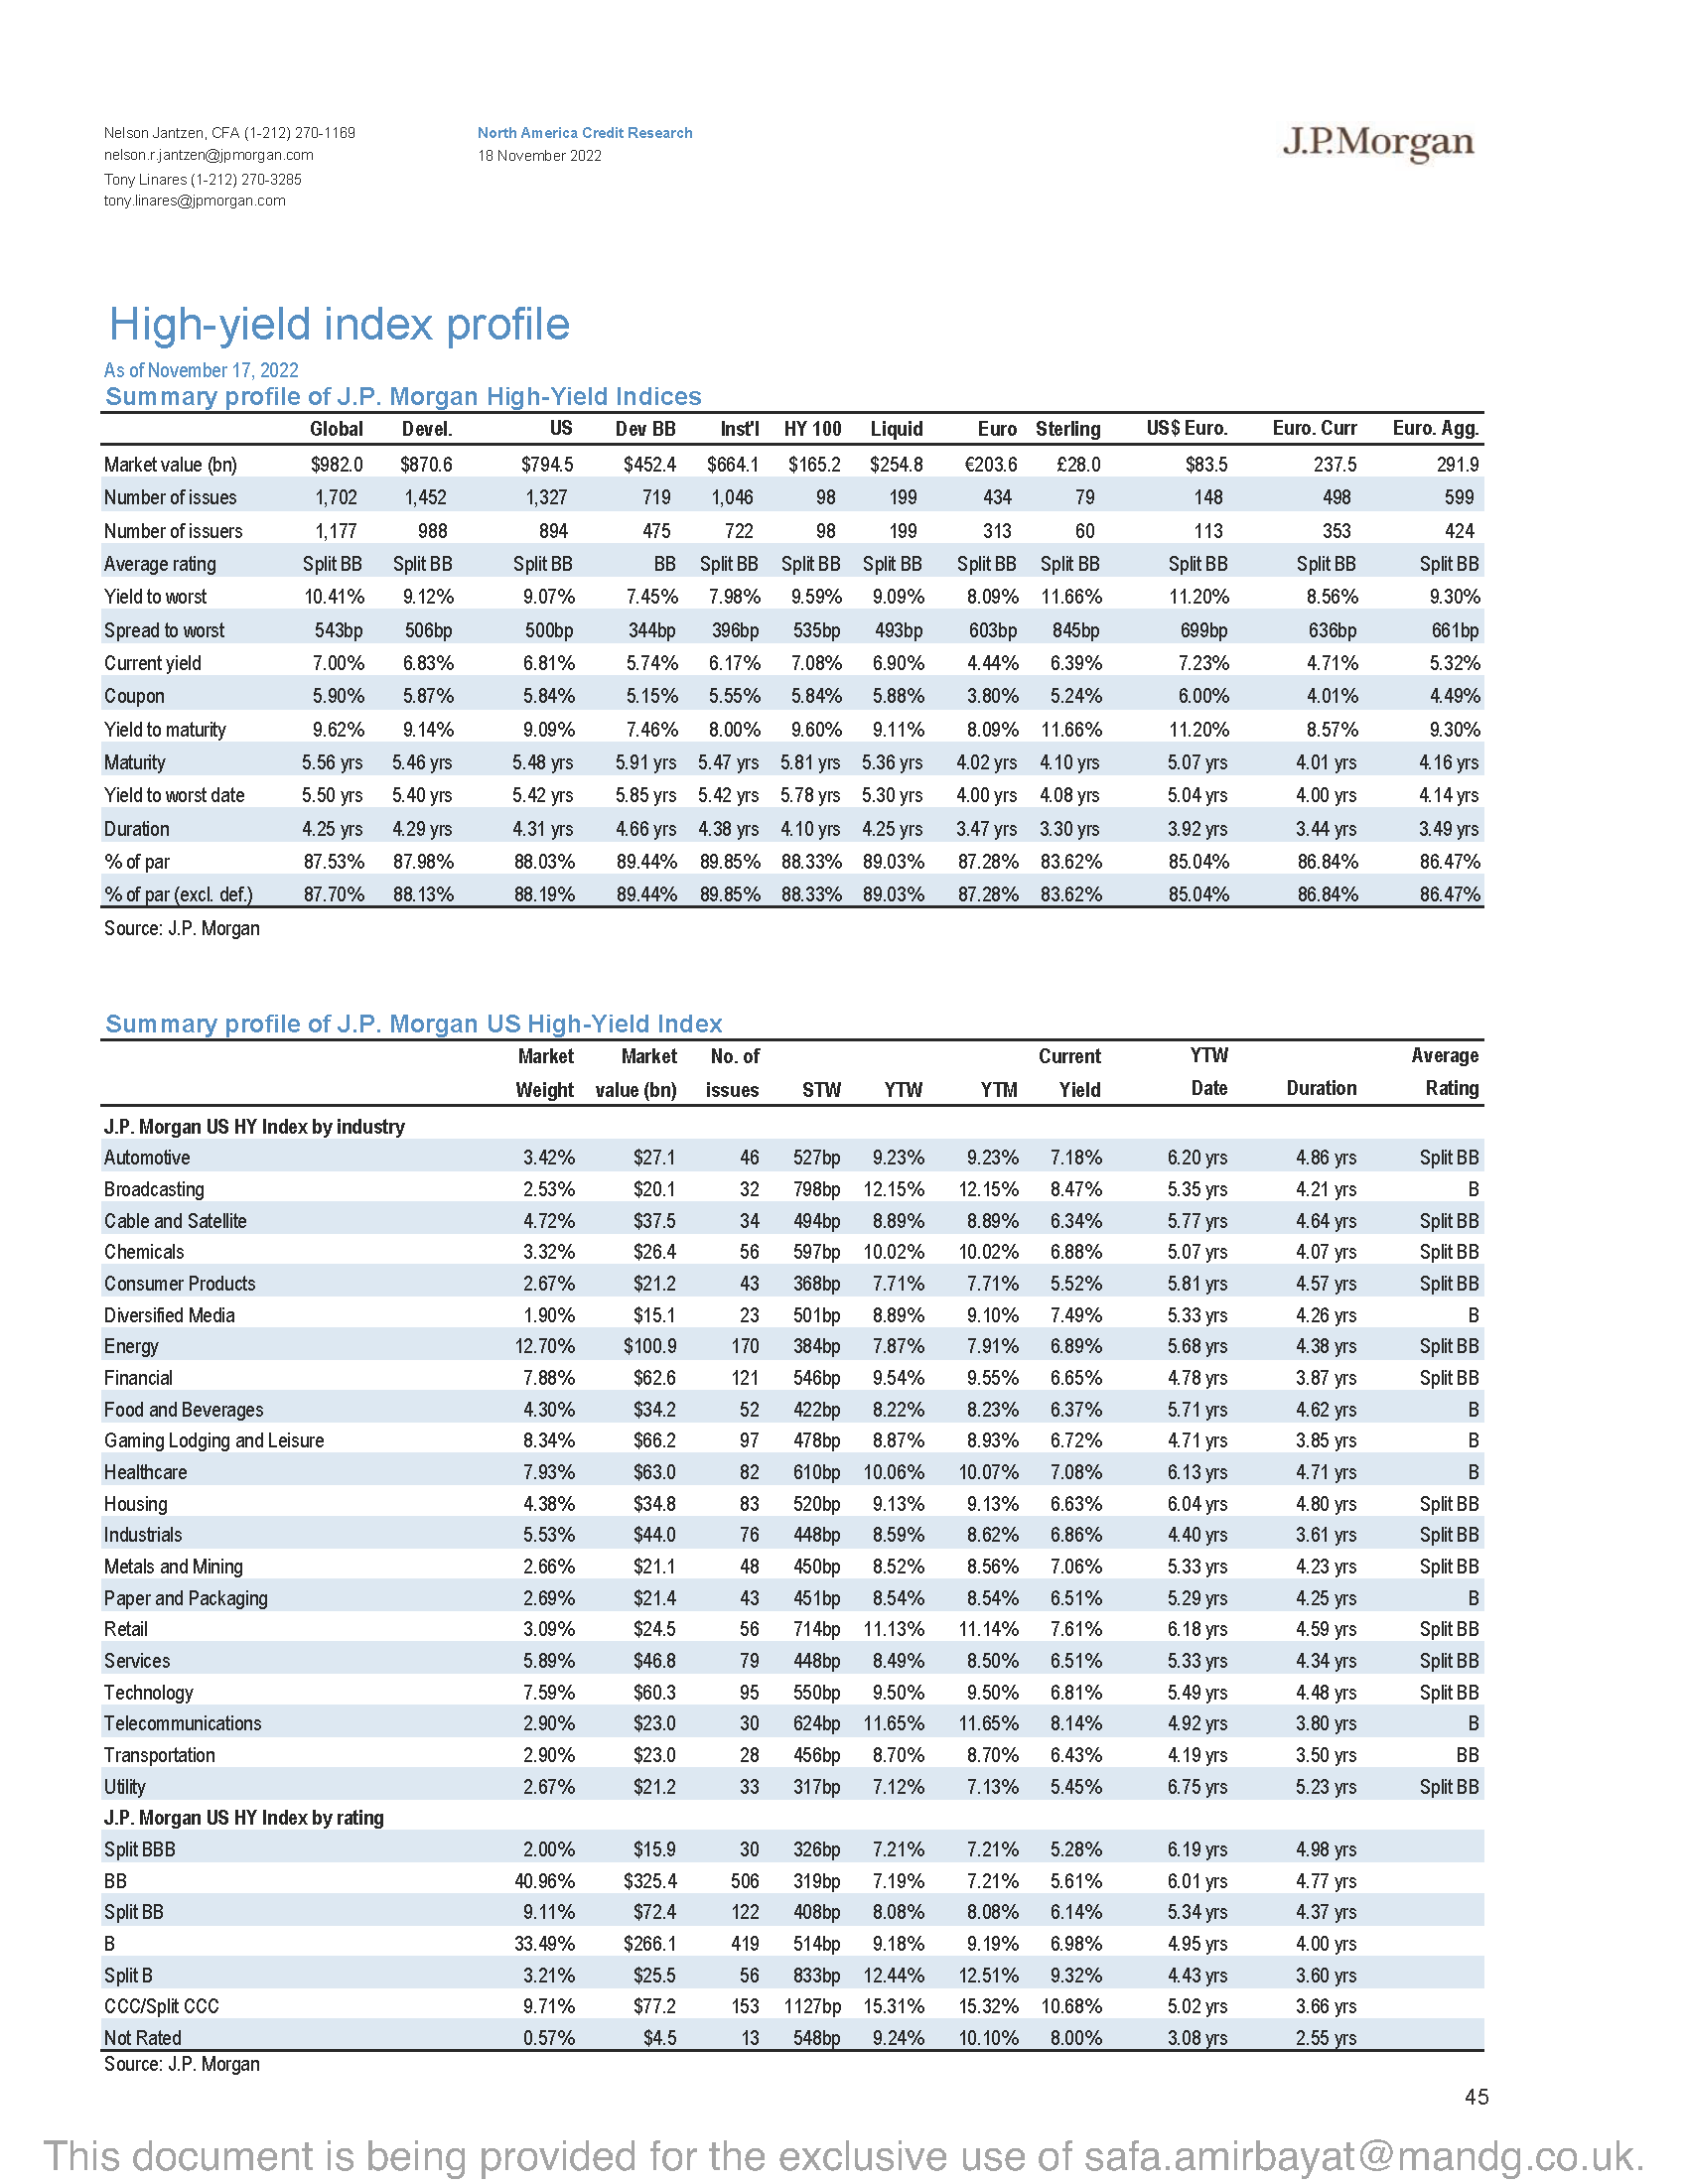 Nelson Jantzen, CFA (1-212) 270-1169
nelson.r.jantzen@jpmorgan.com
Tony Linares (1-212) 270-3285
tony.linares@jpmorgan.com
North America Credit Research
18 November 2022
J.P.Morgan
High-yield index profile
As of November 17, 2022
Summary profile of J.P. Morgan High-Yield Indices
Global Devel. US Dev BB Inst'l HY 100 Liquid Euro Sterling US$ Euro. Euro. Curr Euro. Agg.
Market value (bn) $982.0 $870.6 $794.5 $452.4 $664.1 $165.2 $254.8 €203.6 £28.0 $83.5 237.5 291.9
Number of issues 1,702 1,452 1,327 719 1,046 98 199 434 79 148 498 599
Number of issuers 1,177 988 894 475 722 98 199 313 60 113 353 424
Average rating Split BB Split BB Split BB BB Split BB Split BB Split BB Split BB Split BB Split BB Split BB Split BB
Yield to worst 10.41% 9.12% 9.07% 7.45% 7.98% 9.59% 9.09% 8.09% 11.66% 11.20% 8.56% 9.30%
Spread to worst 543bp 506bp 500bp 344bp 396bp 535bp 493bp 603bp 845bp 699bp 636bp 661bp
Current yield 7.00% 6.83% 6.81% 5.74% 6.17% 7.08% 6.90% 4.44% 6.39% 7.23% 4.71% 5.32%
Coupon 5.90% 5.87% 5.84% 5.15% 5.55% 5.84% 5.88% 3.80% 5.24% 6.00% 4.01% 4.49%
Yield to maturity 9.62% 9.14% 9.09% 7.46% 8.00% 9.60% 9.11% 8.09% 11.66% 11.20% 8.57% 9.30%
Maturity 5.56 yrs 5.46 yrs 5.48 yrs 5.91 yrs 5.47 yrs 5.81 yrs 5.36 yrs 4.02 yrs 4.10 yrs 5.07 yrs 4.01 yrs 4.16 yrs
Yield to worst date 5.50 yrs 5.40 yrs 5.42 yrs 5.85 yrs 5.42 yrs 5.78 yrs 5.30 yrs 4.00 yrs 4.08 yrs 5.04 yrs 4.00 yrs 4.14 yrs
Duration 4.25 yrs 4.29 yrs 4.31 yrs 4.66 yrs 4.38 yrs 4.10 yrs 4.25 yrs 3.47 yrs 3.30 yrs 3.92 yrs 3.44 yrs 3.49 yrs
% of par 87.53% 87.98% 88.03% 89.44% 89.85% 88.33% 89.03% 87.28% 83.62% 85.04% 86.84% 86.47%
% of par (excl. def.) 87.70% 88.13% 88.19% 89.44% 89.85% 88.33% 89.03% 87.28% 83.62% 85.04% 86.84% 86.47%
Source: J.P. Morgan
Summary profile of J.P. Morgan US High-Yield Index
Market Market No. of Current YTW Average
Weight value (bn) issues STW YTW YTM Yield Date Duration Rating
J.P. Morgan US HY Index by industry
Automotive 3.42% $27.1 46 527bp 9.23% 9.23% 7.18% 6.20 yrs 4.86 yrs Split BB
Broadcasting 2.53% $20.1 32 798bp 12.15% 12.15% 8.47% 5.35 yrs 4.21 yrs B
Cable and Satellite 4.72% $37.5 34 494bp 8.89% 8.89% 6.34% 5.77 yrs 4.64 yrs Split BB
Chemicals 3.32% $26.4 56 597bp 10.02% 10.02% 6.88% 5.07 yrs 4.07 yrs Split BB
Consumer Products 2.67% $21.2 43 368bp 7.71% 7.71% 5.52% 5.81 yrs 4.57 yrs Split BB
Diversified Media 1.90% $15.1 23 501bp 8.89% 9.10% 7.49% 5.33 yrs 4.26 yrs B
Energy 12.70% $100.9 170 384bp 7.87% 7.91% 6.89% 5.68 yrs 4.38 yrs Split BB
Financial 7.88% $62.6 121 546bp 9.54% 9.55% 6.65% 4.78 yrs 3.87 yrs Split BB
Food and Beverages 4.30% $34.2 52 422bp 8.22% 8.23% 6.37% 5.71 yrs 4.62 yrs B
Gaming Lodging and Leisure 8.34% $66.2 97 478bp 8.87% 8.93% 6.72% 4.71 yrs 3.85 yrs B
Healthcare 7.93% $63.0 82 610bp 10.06% 10.07% 7.08% 6.13 yrs 4.71 yrs B
Housing 4.38% $34.8 83 520bp 9.13% 9.13% 6.63% 6.04 yrs 4.80 yrs Split BB
Industrials 5.53% $44.0 76 448bp 8.59% 8.62% 6.86% 4.40 yrs 3.61 yrs Split BB
Metals and Mining 2.66% $21.1 48 450bp 8.52% 8.56% 7.06% 5.33 yrs 4.23 yrs Split BB
Paper and Packaging 2.69% $21.4 43 451bp 8.54% 8.54% 6.51% 5.29 yrs 4.25 yrs B
Retail 3.09% $24.5 56 714bp 11.13% 11.14% 7.61% 6.18 yrs 4.59 yrs Split BB
Services 5.89% $46.8 79 448bp 8.49% 8.50% 6.51% 5.33 yrs 4.34 yrs Split BB
Technology 7.59% $60.3 95 550bp 9.50% 9.50% 6.81% 5.49 yrs 4.48 yrs Split BB
Telecommunications 2.90% $23.0 30 624bp 11.65% 11.65% 8.14% 4.92 yrs 3.80 yrs B
Transportation 2.90% $23.0 28 456bp 8.70% 8.70% 6.43% 4.19 yrs 3.50 yrs BB
Utility 2.67% $21.2 33 317bp 7.12% 7.13% 5.45% 6.75 yrs 5.23 yrs Split BB
J.P. Morgan US HY Index by rating
Split BBB 2.00% $15.9 30 326bp 7.21% 7.21% 5.28% 6.19 yrs 4.98 yrs
BB 40.96% $325.4 506 319bp 7.19% 7.21% 5.61% 6.01 yrs 4.77 yrs
Split BB 9.11% $72.4 122 408bp 8.08% 8.08% 6.14% 5.34 yrs 4.37 yrs
B 33.49% $266.1 419 514bp 9.18% 9.19% 6.98% 4.95 yrs 4.00 yrs
Split B 3.21% $25.5 56 833bp 12.44% 12.51% 9.32% 4.43 yrs 3.60 yrs
CCC/Split CCC 9.71% $77.2 153 1127bp 15.31% 15.32% 10.68% 5.02 yrs 3.66 yrs
Not Rated 0.57% $4.5 13 548bp 9.24% 10.10% 8.00% 3.08 yrs 2.55 yrs
Source: J.P. Morgan
45
This document is being provided for the exclusive use of safa.amirbayat@mandg.co.uk.